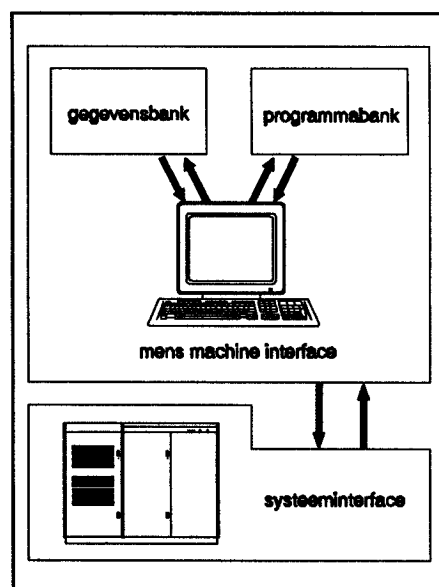 gegevensbank
programmabank
mens machine interface
systeeminterface